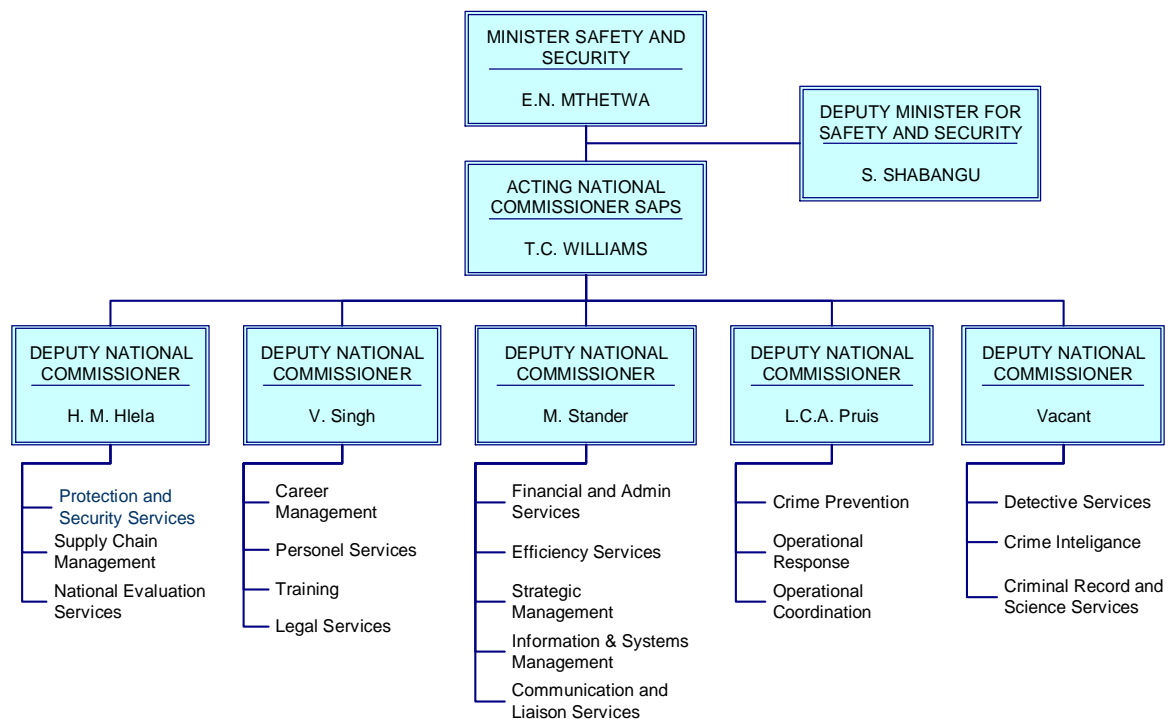 MINISTER SAFETY AND
SECURITY
E.N. MTHETWA
DEPUTY MINISTER FOR
SAFETY AND SECURITY
S. SHABANGU
ACTING NATIONAL
COMMISSIONER SAPS
T.C. WILLIAMS
DEPUTY NATIONAL
COMMISSIONER
H. M. Hlela
Protection and
Security Services
Supply Chain
Management
National Evaluation
Services
DEPUTY NATIONAL
COMMISSIONER
V. Singh
Career
Management
Personel Services
Training
Legal Services
DEPUTY NATIONAL
COMMISSIONER
M. Stander
Financial and Admin
Services
Efficiency Services
Strategic
Management
Information & Systems
Management
Communication and
Liaison Services
DEPUTY NATIONAL
COMMISSIONER
L.C.A. Pruis
Crime Prevention
Operational
Response
Operational
Coordination
DEPUTY NATIONAL
COMMISSIONER
Vacant
Detective Services
Crime Inteligance
Criminal Record and
Science Services